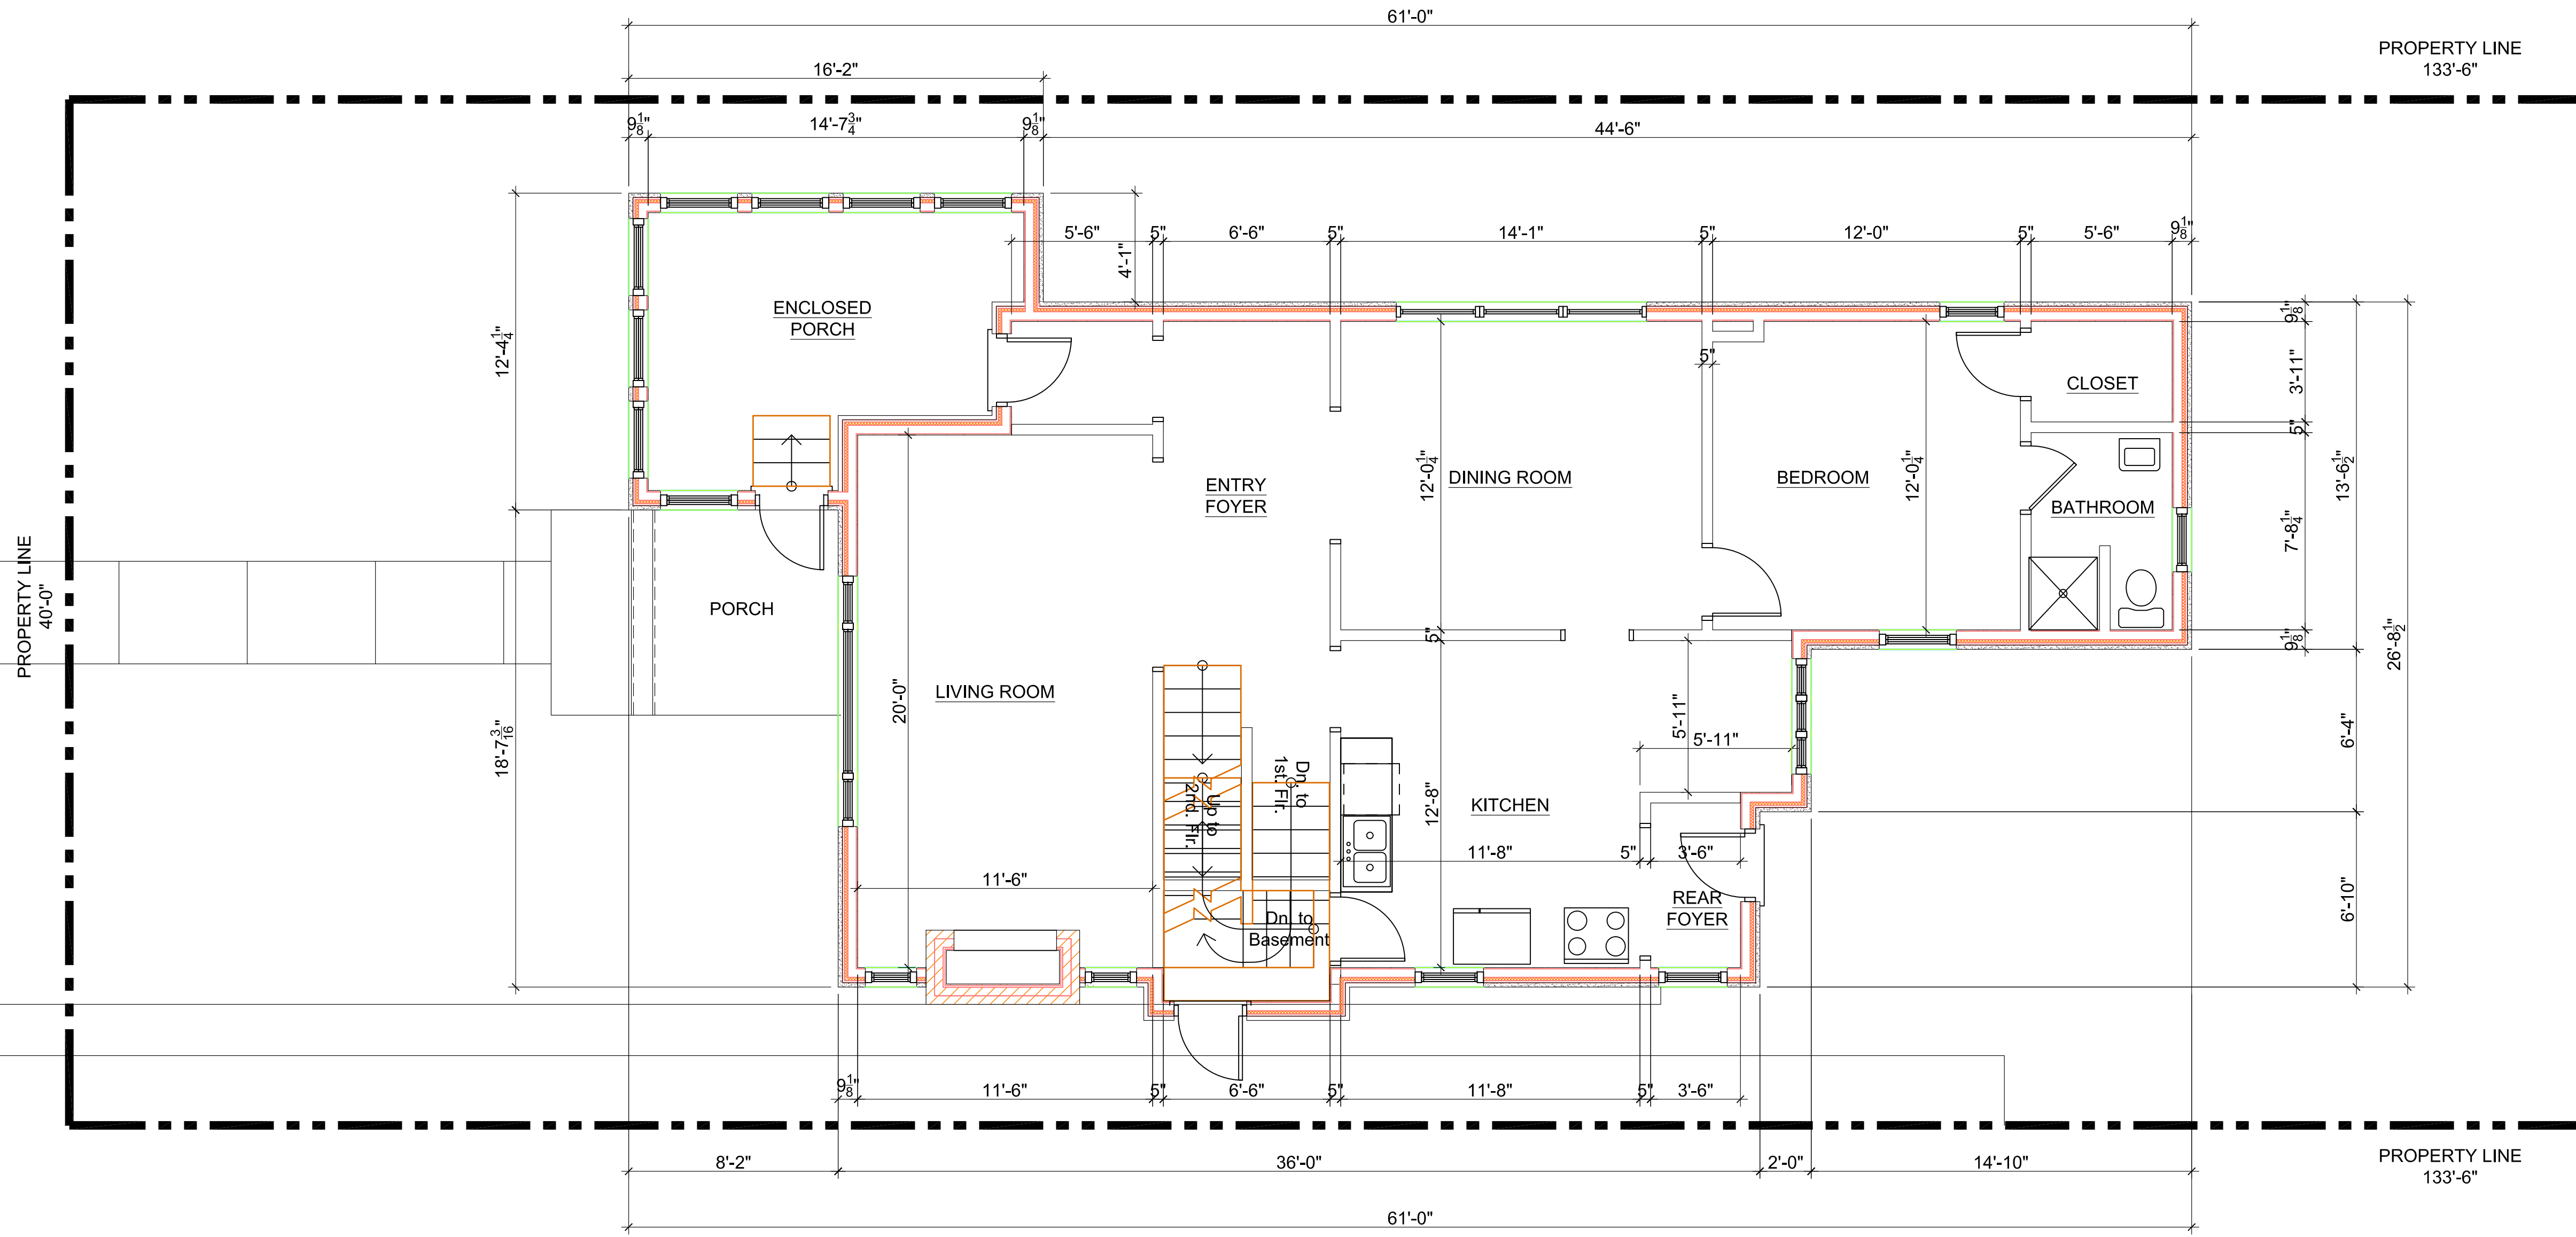 61'-0"
PROPERTY LINE
133'-6"
16'-2"
9 1/8"
14'-7 3/4"
9 1/8"
44'-6"
5'-6"
5"
6'-6"
5"
14'-1"
5"
12'-0"
5"
5'-6"
9 1/8"
4'-1"
ENCLOSED
PORCH
12'-4 1/4"
5"
9 1/8"
3'-11"
CLOSET
5"
12'-0 1/4"
DINING ROOM
BEDROOM
12'-0 1/4"
13'-6 1/2"
ENTRY
FOYER
BATHROOM
7'-8 1/4"
PROPERTY LINE
40'-0"
PORCH
5"
9 1/8"
26'-8 1/2"
LIVING ROOM
20'-0"
18'-7 3/16"
5'-11"
5'-11"
6'-4"
Dn. to
1st. Flr.
Up to
2nd. Flr.
12'-8"
KITCHEN
11'-8"
5"
3'-6"
11'-6"
REAR
FOYER
6'-10"
Dn. to
Basement
9 1/8"
11'-6"
5"
6'-6"
5"
11'-8"
5"
3'-6"
8'-2"
36'-0"
2'-0"
14'-10"
PROPERTY LINE
133'-6"
61'-0"